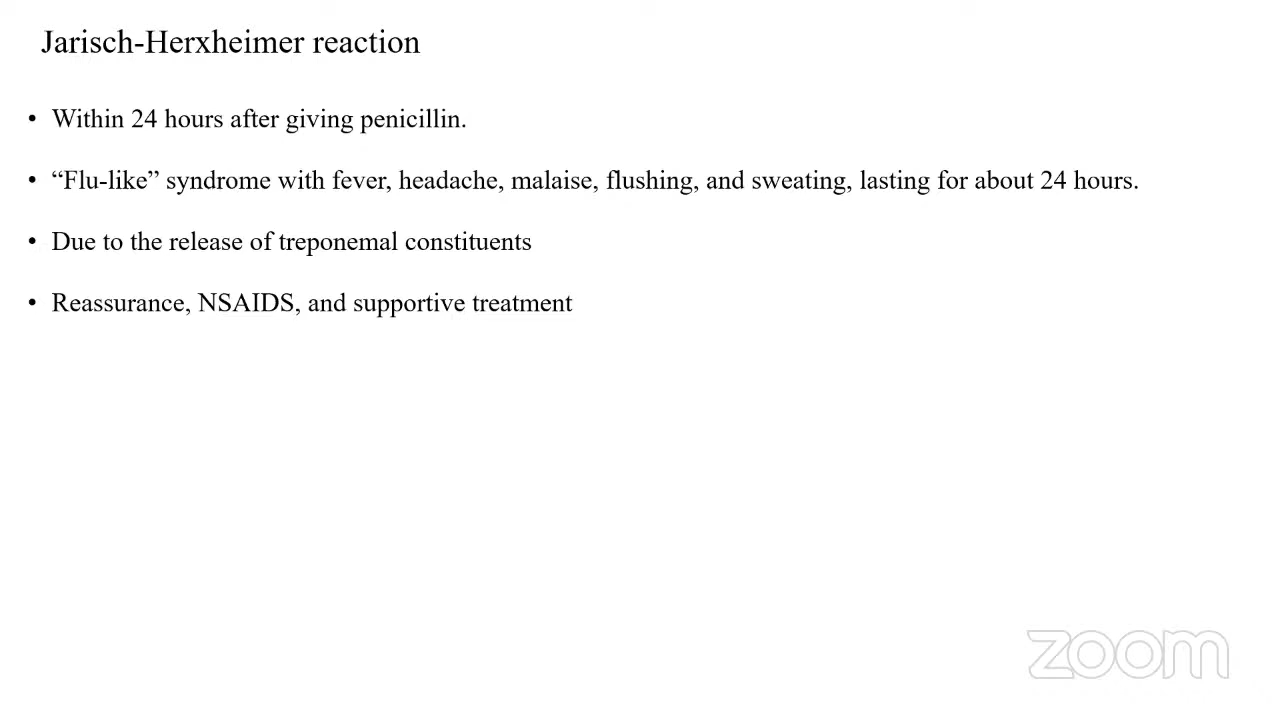 Jarisch-Herxheimer reaction
• Within 24 hours after giving penicillin.
• “Flu-like” syndrome with fever, headache, malaise, flushing, and sweating, lasting for about 24 hours.
• Due to the release of treponemal constituents
• Reassurance, NSAIDS, and supportive treatment
zoom